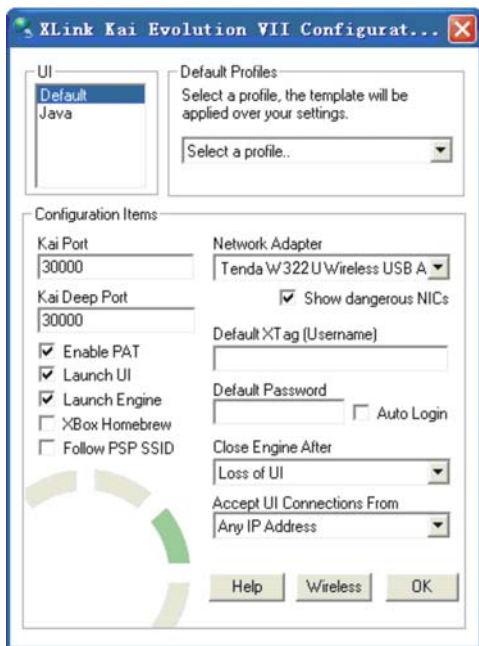 XLink Kai Evolution VII Configurat...
UI
Default
Java
Default Profiles
Select a profile, the template will be
applied over your settings.
Select a profile..
Configuration Items
Kai Port
30000
Kai Deep Port
30000
Enable PAT
Launch UI
Launch Engine
XBox Homebrew
Follow PSP SSID
Network Adapter
Tenda W322U Wireless USB A
Show dangerous NICs
Default XTag (Username)
Default Password
Auto Login
Close Engine After
Loss of UI
Accept UI Connections From
Any IP Address
Help
Wireless
OK